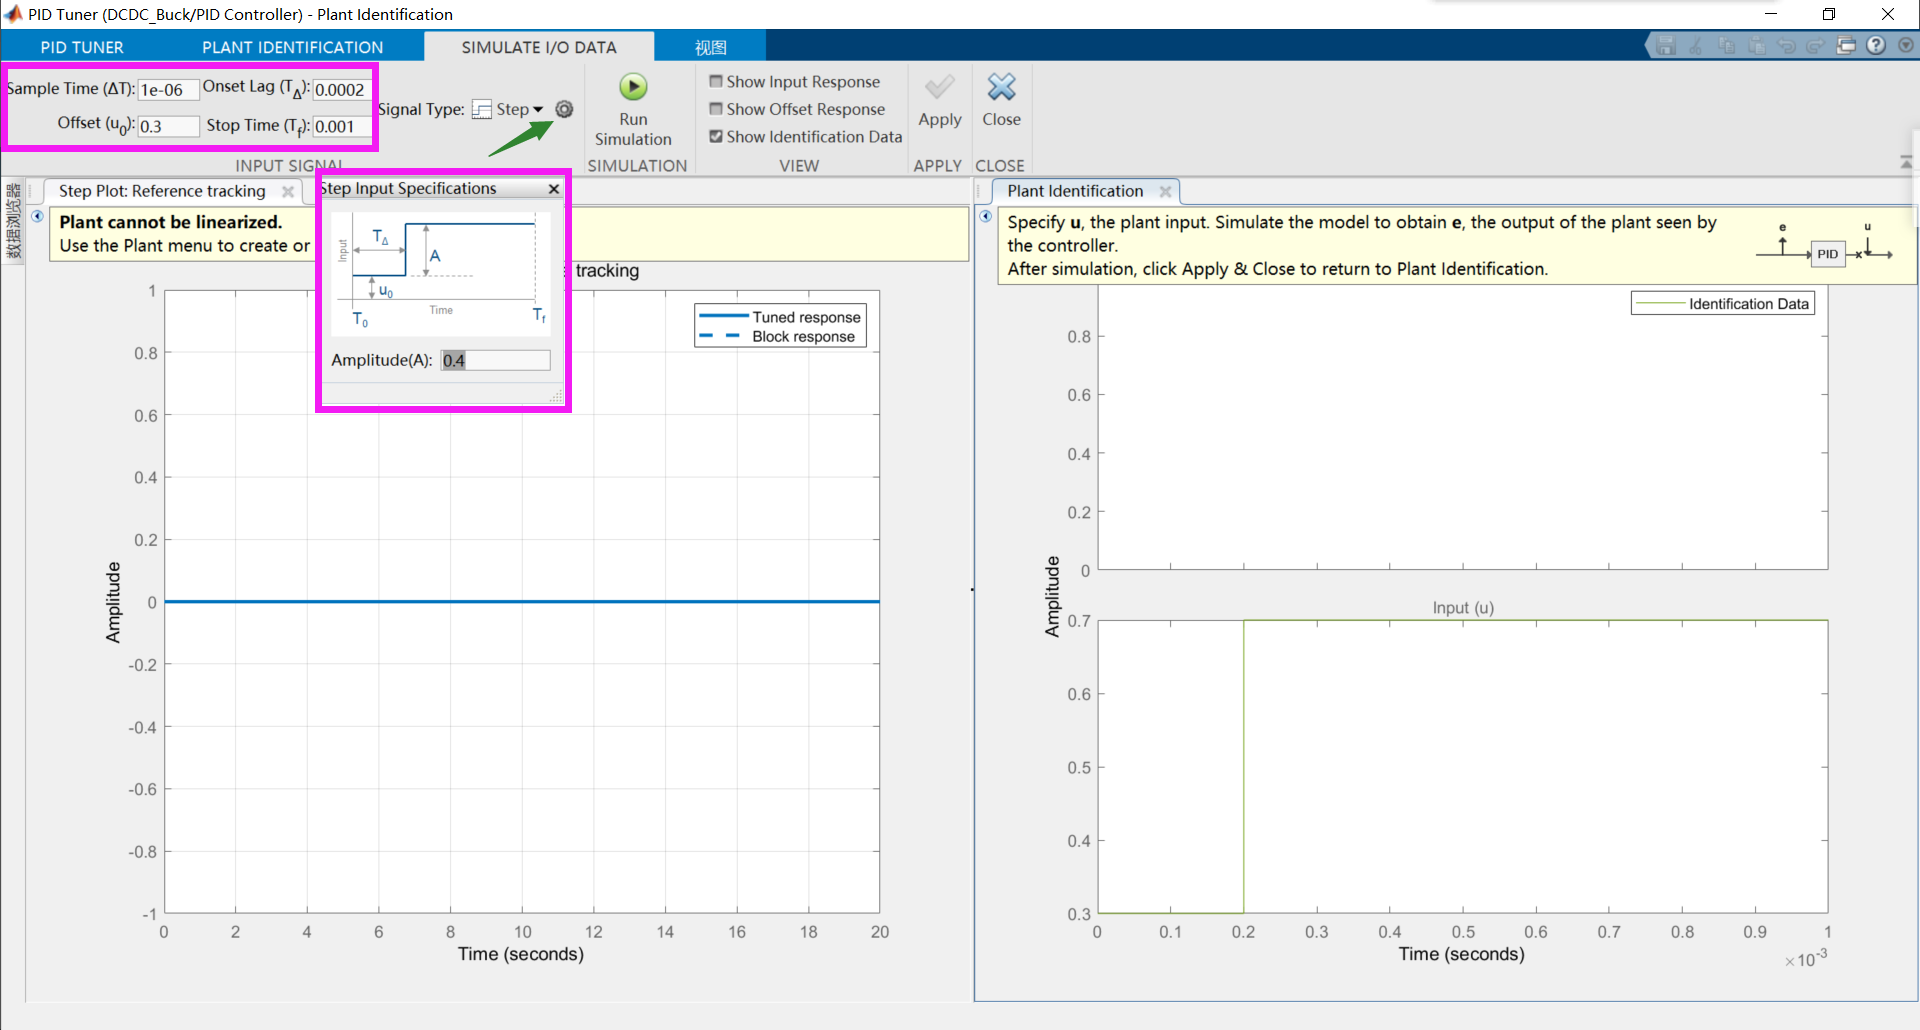 PID Tuner (DCDC_Buck/PID Controller) - Plant Identification
PID TUNER
PLANT IDENTIFICATION
SIMULATE I/O DATA
视图
Sample Time (ΔT): 1e-06
Onset Lag (TΔ): 0.0002
Offset (u0): 0.3
Stop Time (Tf): 0.001
INPUT SIGNAL
Signal Type: Step
Run
Simulation
SIMULATION
Show Input Response
Show Offset Response
Show Identification Data
VIEW
Apply
APPLY
Close
CLOSE
数据浏览器
Step Plot: Reference tracking
Plant cannot be linearized.
Use the Plant menu to create or
tracking
Step Input Specifications
Input
TΔ
A
u0
Time
T0
Tf
Amplitude(A): 0.4
Tuned response
Block response
1
0.8
0.6
0.4
0.2
0
-0.2
-0.4
-0.6
-0.8
-1
Amplitude
0 2 4 6 8 10 12 14 16 18 20
Time (seconds)
Plant Identification
Specify u, the plant input. Simulate the model to obtain e, the output of the plant seen by
the controller.
After simulation, click Apply & Close to return to Plant Identification.
e
u
PID
Identification Data
0.8
0.6
0.4
0.2
0
Amplitude
Input (u)
0.7
0.6
0.5
0.4
0.3
0 0.1 0.2 0.3 0.4 0.5 0.6 0.7 0.8 0.9 1
Time (seconds)
×10-3